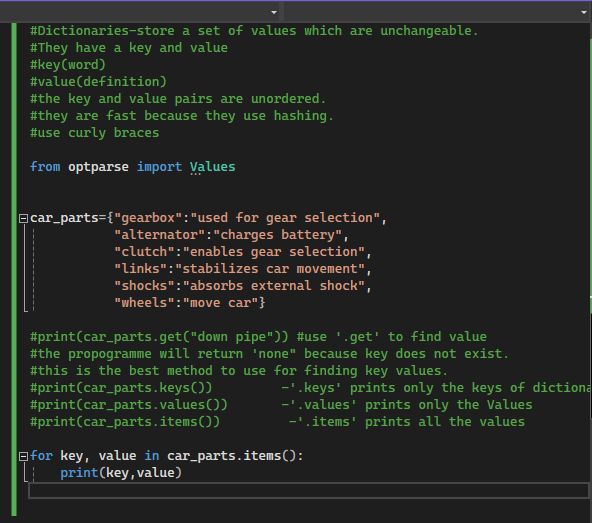 #Dictionaries-store a set of values which are unchangeable.
#They have a key and value
#key(word)
#value(definition)
#the key and value pairs are unordered.
#they are fast because they use hashing.
#use curly braces
from optparse import Values
car_parts={"gearbox":"used for gear selection",
"alternator":"charges battery",
"clutch":"enables gear selection",
"links":"stabilizes car movement",
"shocks":"absorbs external shock",
"wheels":"move car"}
#print(car_parts.get("down pipe")) #use '.get' to find value
#the propogramme will return 'none" because key does not exist.
#this is the best method to use for finding key values.
#print(car_parts.keys()) -'.keys' prints only the keys of dictiona
#print(car_parts.values()) -'.values' prints only the Values
#print(car_parts.items()) -'.items' prints all the values
for key, value in car_parts.items():
print(key,value)